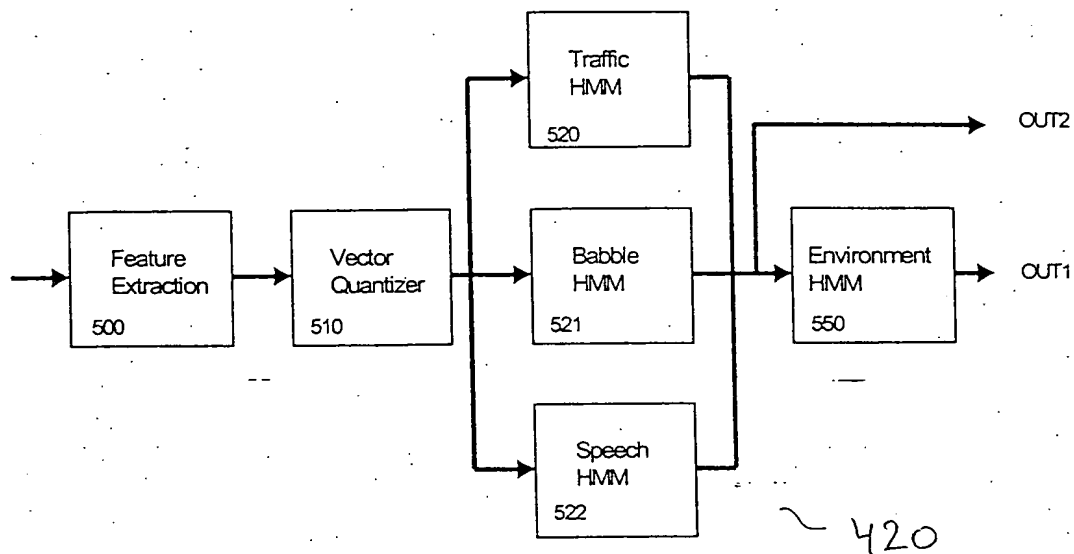 Traffic
HMM
520
OUT2
Feature
Extraction
500
Vector
Quantizer
510
Babble
HMM
521
Environment
HMM
550
OUT1
Speech
HMM
522
420